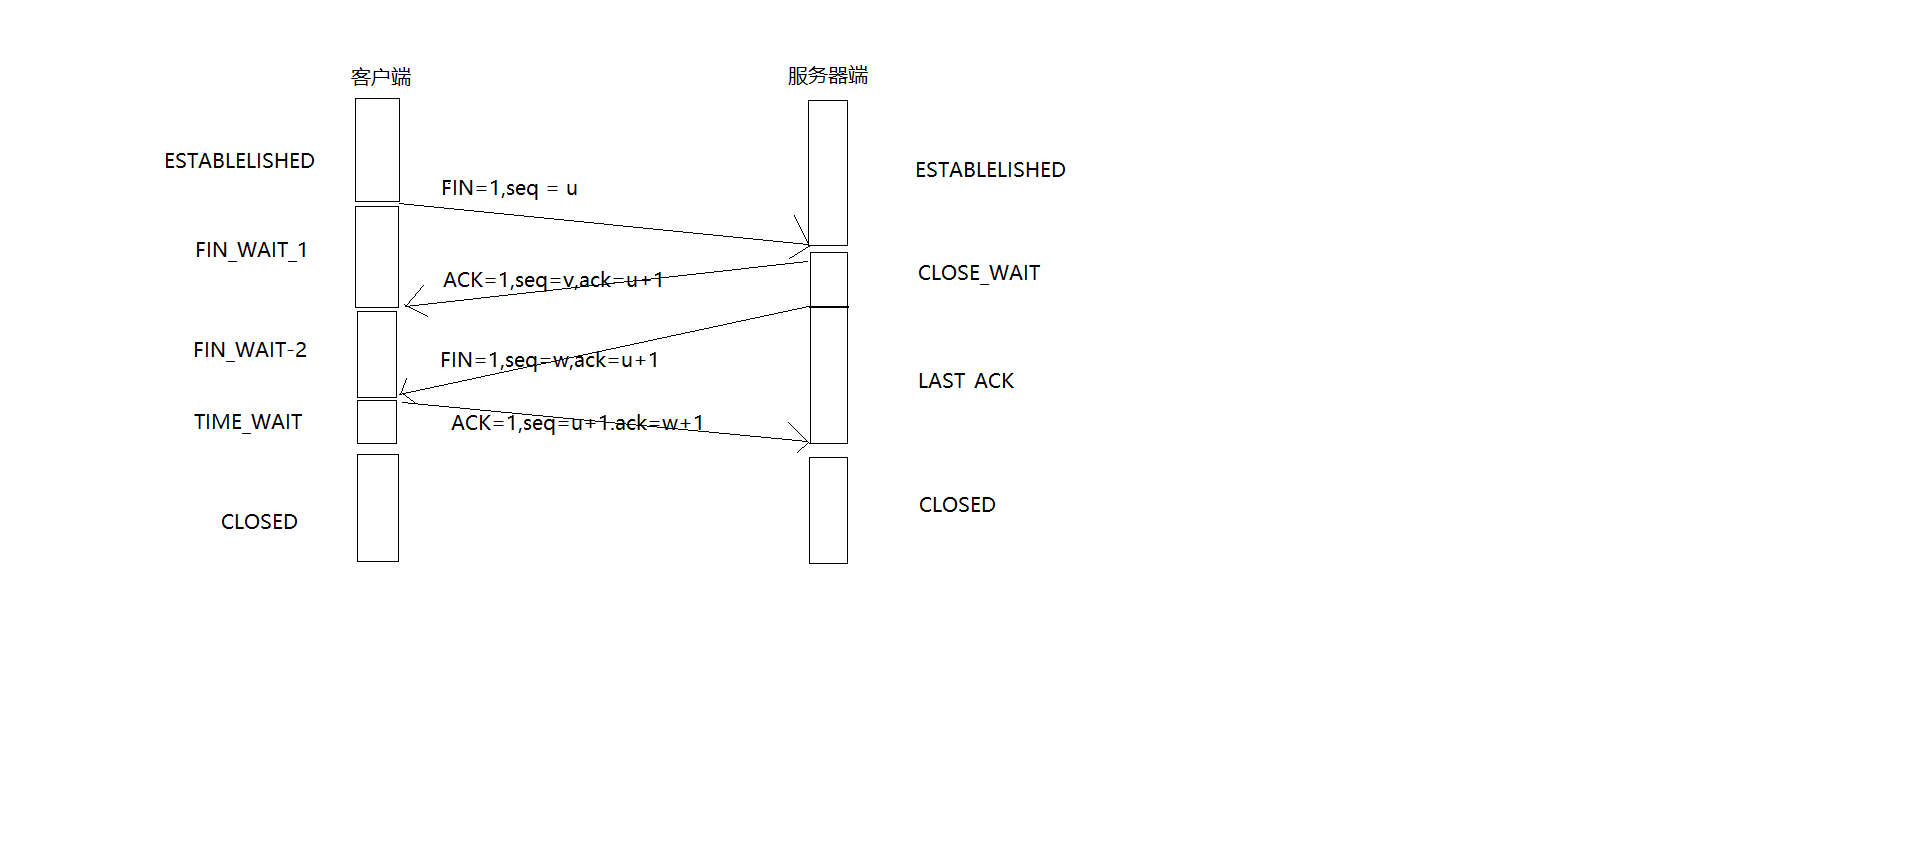 客户端
服务器端
ESTABLELISHED
ESTABLELISHED
FIN=1,seq = u
FIN_WAIT_1
CLOSE_WAIT
ACK=1,seq=v,ack=u+1
FIN_WAIT-2
FIN=1,seq=w,ack=u+1
LAST ACK
TIME_WAIT
ACK=1,seq=u+1.ack=w+1
CLOSED
CLOSED